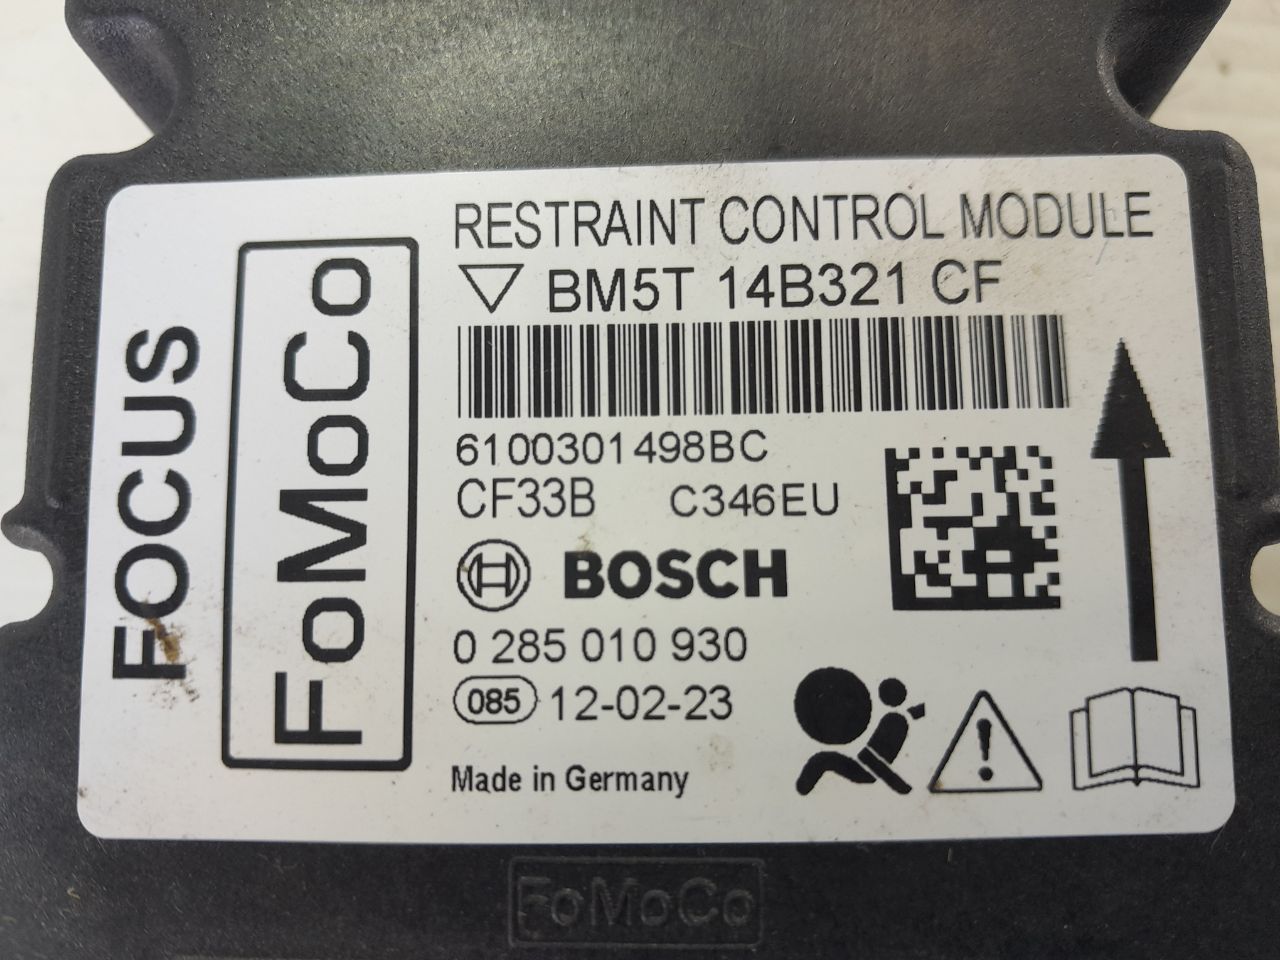 FOCUS
FoMoCo
RESTRAINT CONTROL MODULE
BM5T 14B321 CF
6100301498BC
CF33B C346EU
BOSCH
0 285 010 930
085 12-02-23
Made in Germany
FoMoCo